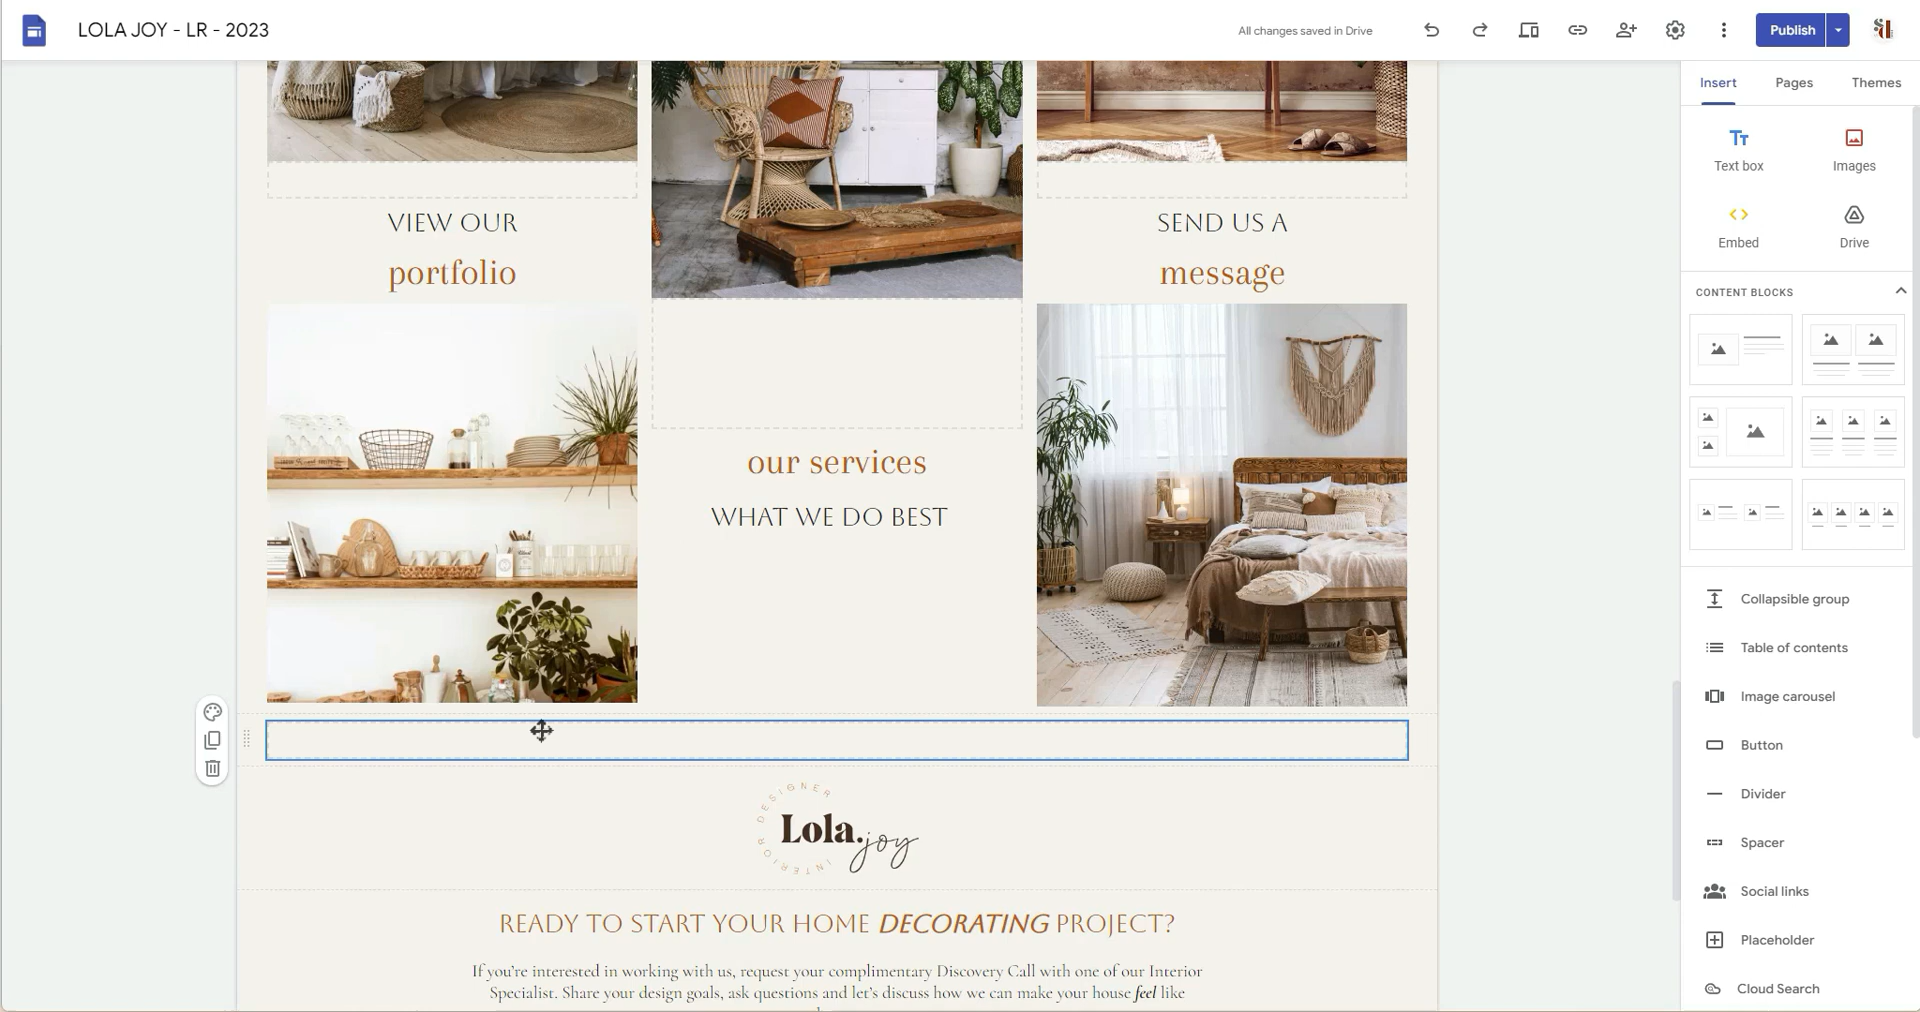 LOLA JOY - LR - 2023
All changes saved in Drive
Publish
Insert
Pages
Themes
Text box
Images
Embed
Drive
CONTENT BLOCKS
Collapsible group
Table of contents
Image carousel
Button
Divider
Spacer
Social links
Placeholder
Cloud Search
VIEW OUR
portfolio
SEND US A
message
our services
WHAT WE DO BEST
INTERIOR DESIGNER
Lola.joy
READY TO START YOUR HOME DECORATING PROJECT?
If you're interested in working with us, request your complimentary Discovery Call with one of our Interior
Specialist. Share your design goals, ask questions and let's discuss how we can make your house feel like